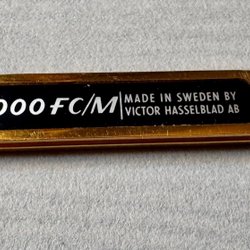 000 FC/M
MADE IN SWEDEN BY
VICTOR HASSELBLAD AB